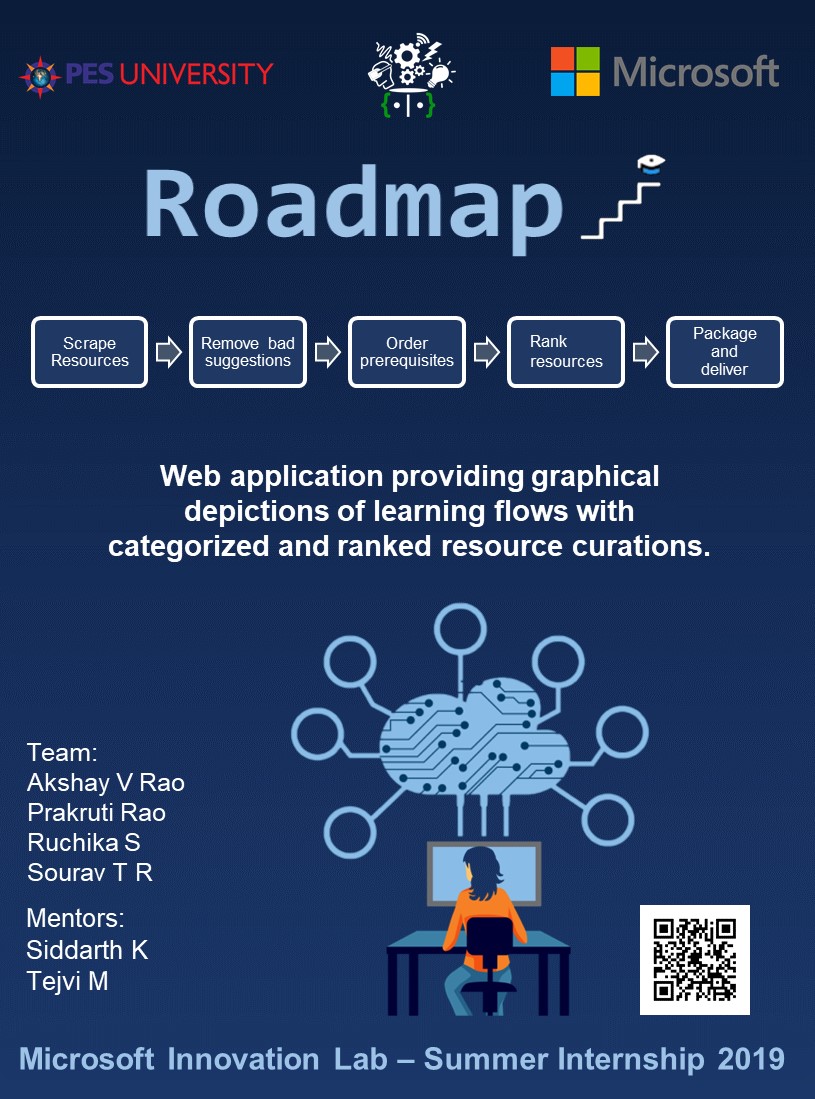 PES UNIVERSITY
Microsoft
Roadmap
Scrape
Resources
Remove bad
suggestions
Order
prerequisites
Rank
resources
Package
and
deliver
Web application providing graphical
depictions of learning flows with
categorized and ranked resource curations.
Team:
Akshay V Rao
Prakruti Rao
Ruchika S
Sourav T R
Mentors:
Siddarth K
Tejvi M
Microsoft Innovation Lab – Summer Internship 2019